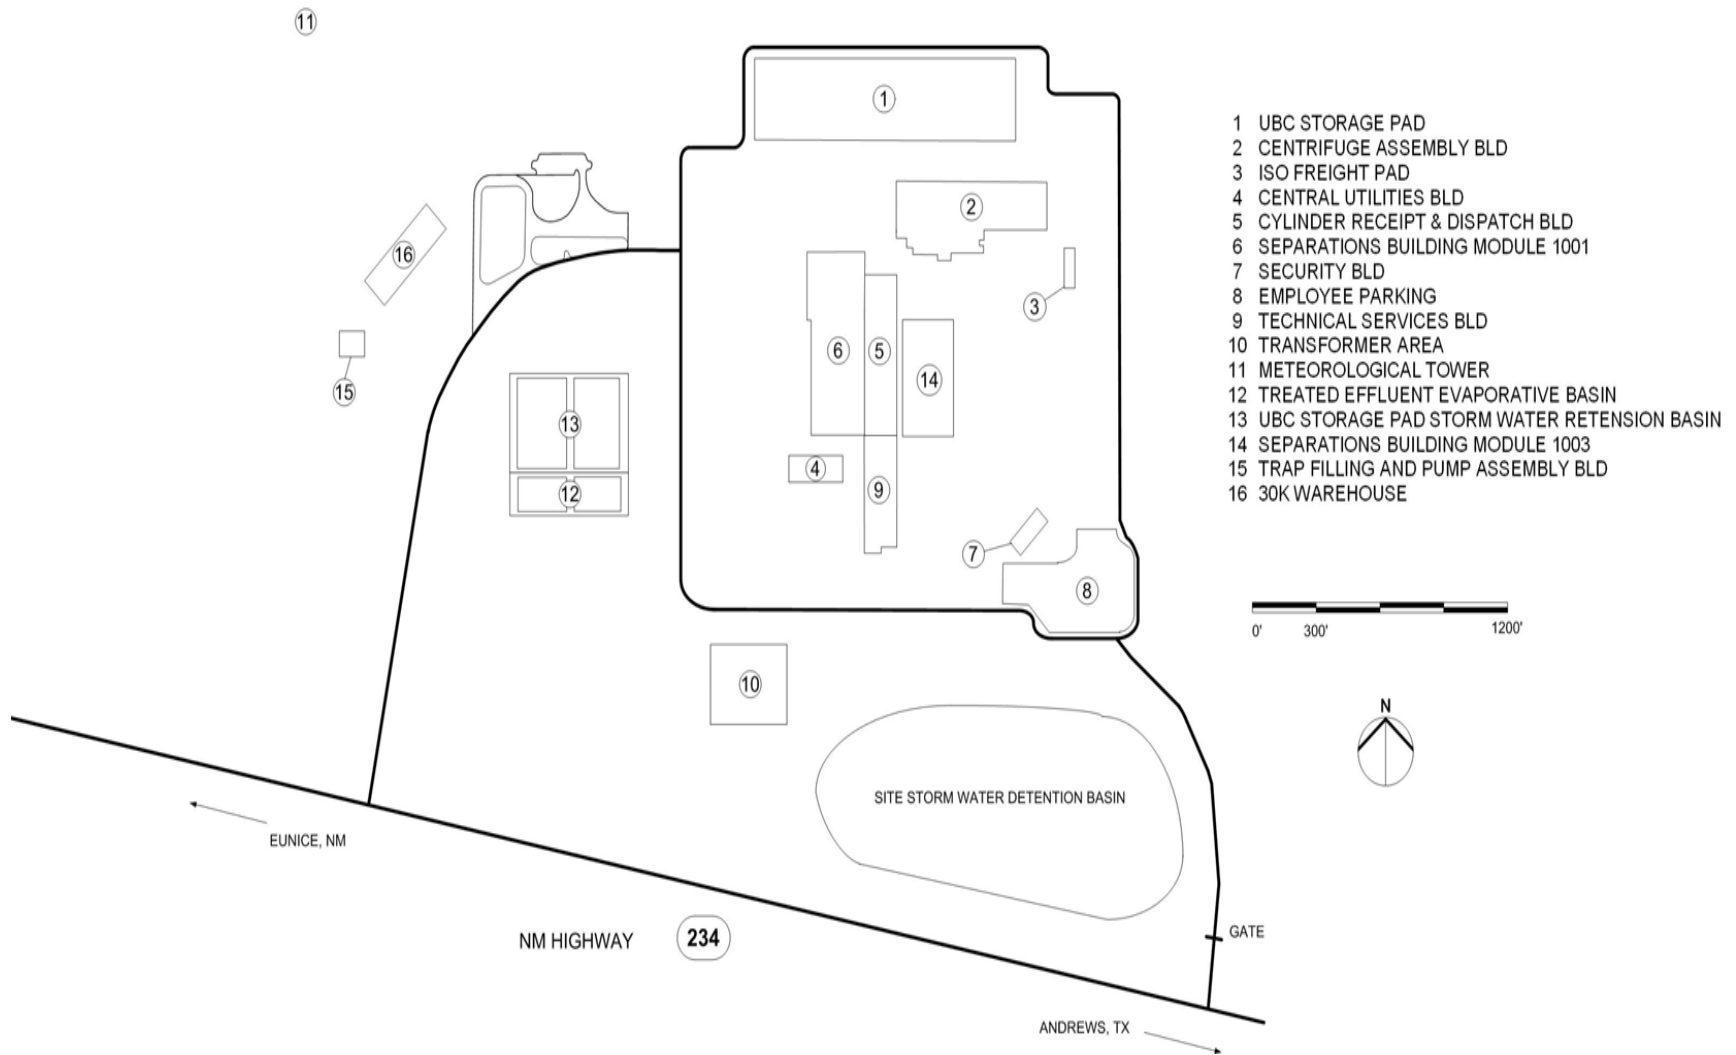 11
1
2
3
16
6
5
14
15
13
12
4
9
7
8
10
1 UBC STORAGE PAD
2 CENTRIFUGE ASSEMBLY BLD
3 ISO FREIGHT PAD
4 CENTRAL UTILITIES BLD
5 CYLINDER RECEIPT & DISPATCH BLD
6 SEPARATIONS BUILDING MODULE 1001
7 SECURITY BLD
8 EMPLOYEE PARKING
9 TECHNICAL SERVICES BLD
10 TRANSFORMER AREA
11 METEOROLOGICAL TOWER
12 TREATED EFFLUENT EVAPORATIVE BASIN
13 UBC STORAGE PAD STORM WATER RETENSION BASIN
14 SEPARATIONS BUILDING MODULE 1003
15 TRAP FILLING AND PUMP ASSEMBLY BLD
16 30K WAREHOUSE
0' 300' 1200'
N
SITE STORM WATER DETENTION BASIN
EUNICE, NM
NM HIGHWAY 234
GATE
ANDREWS, TX